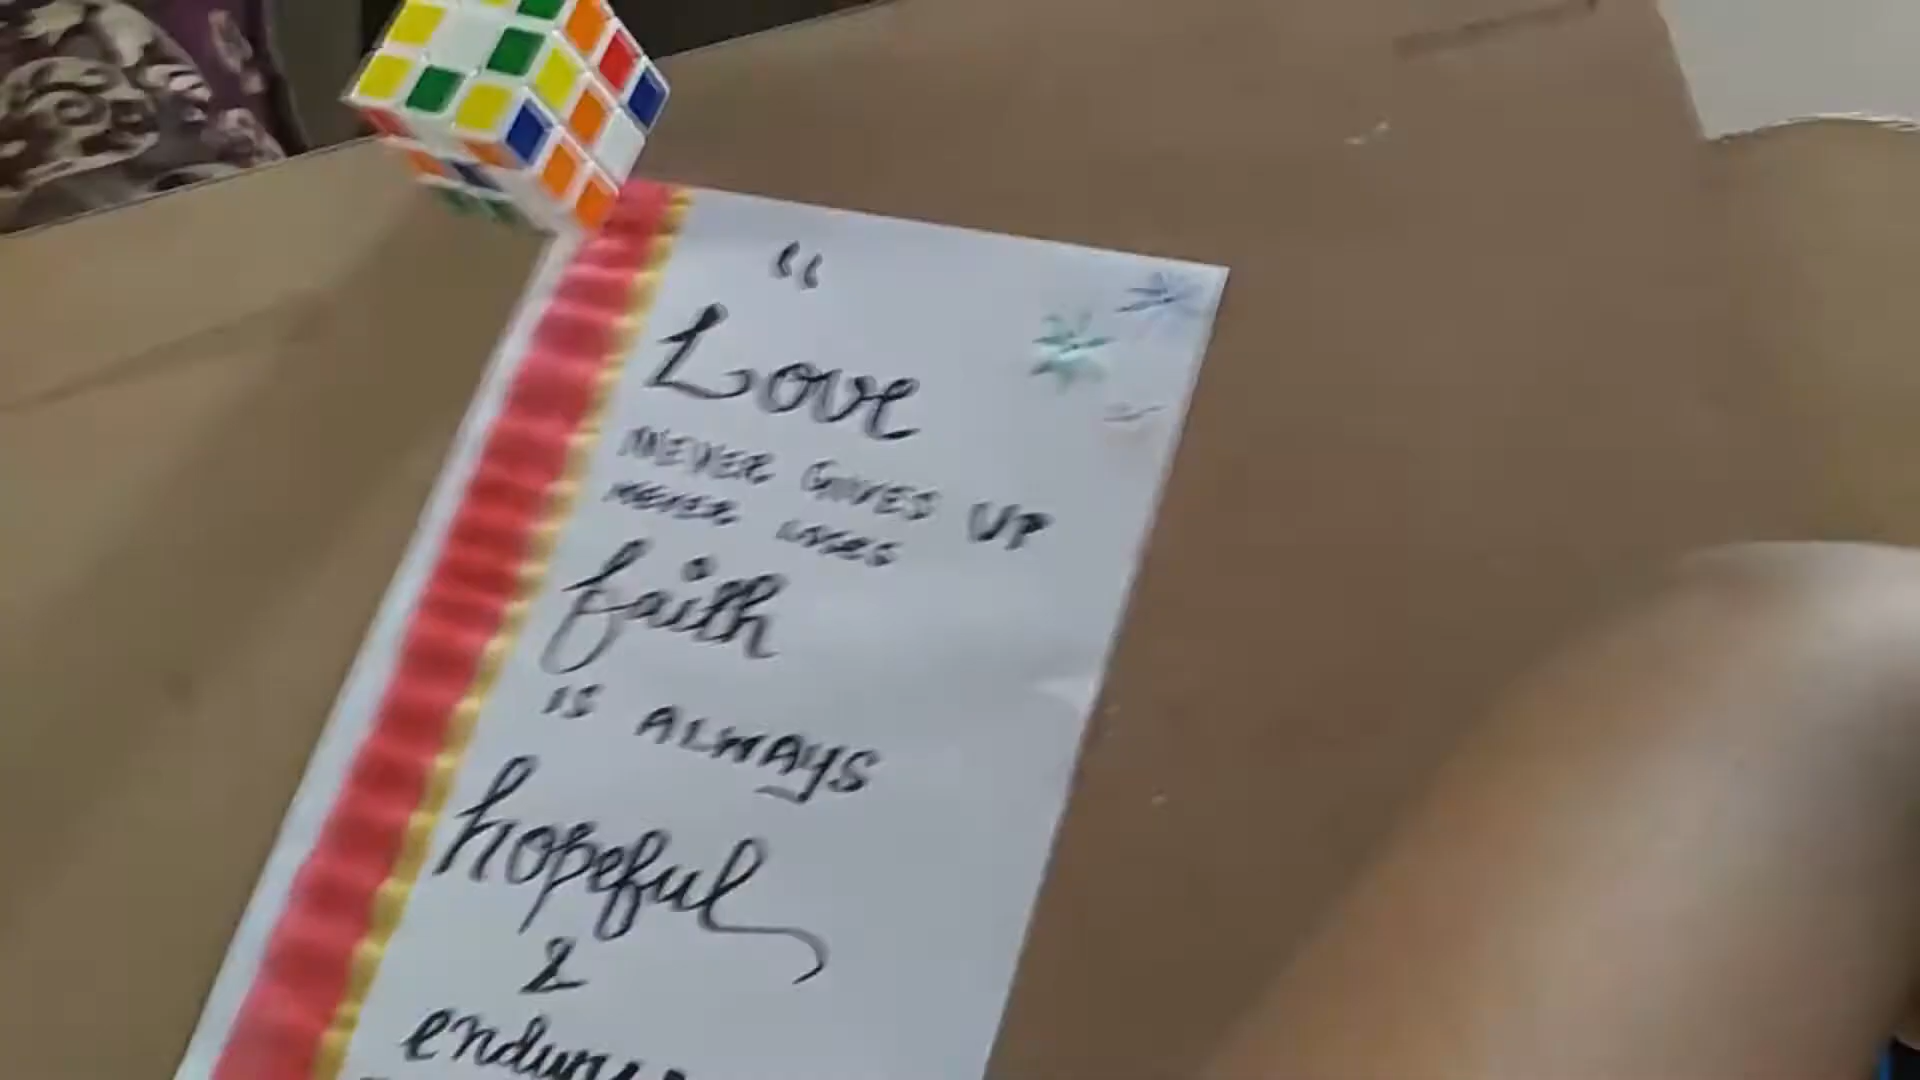 “
Love
NEVER GIVES UP
NEVER LOSES
faith
IS ALWAYS
hopeful
&